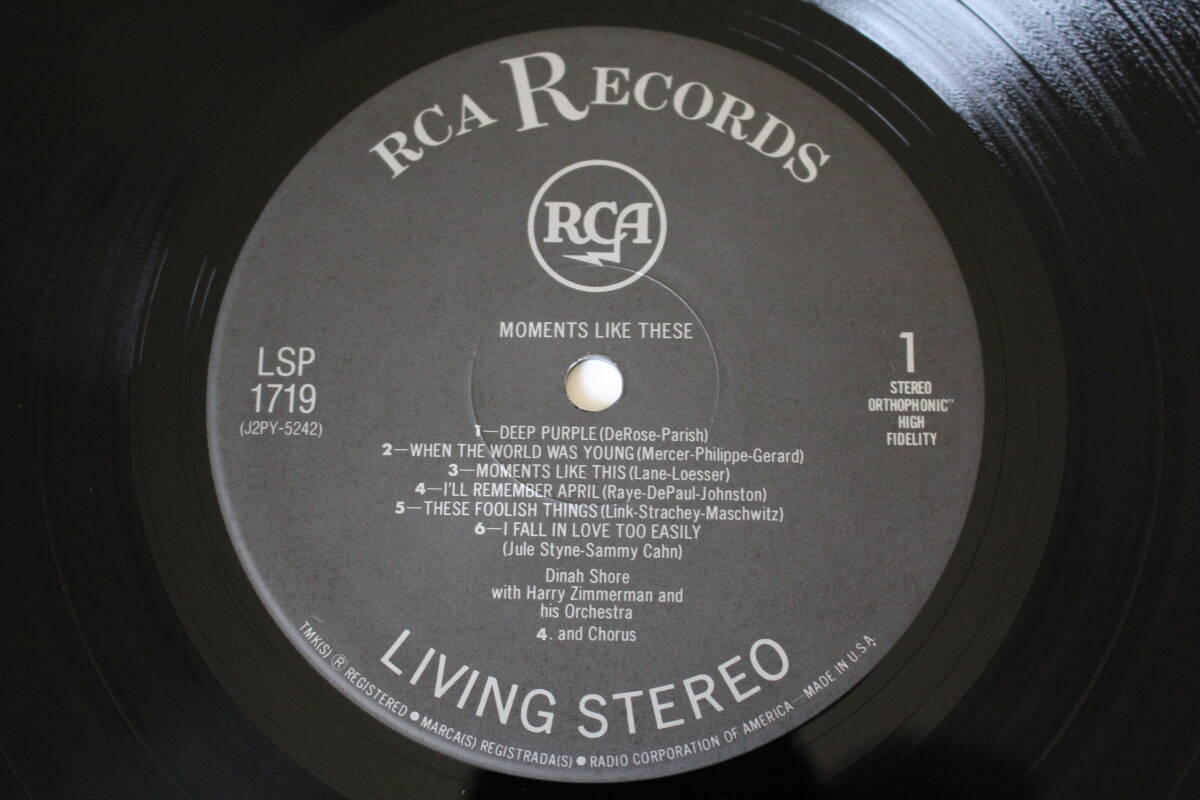 RCA RECORDS
RCA
MOMENTS LIKE THESE
LSP
1719
(J2PY-5242)
1
STEREO
ORTHOPHONIC"
HIGH
FIDELITY
1—DEEP PURPLE (DeRose-Parish)
2—WHEN THE WORLD WAS YOUNG (Mercer-Philippe-Gerard)
3—MOMENTS LIKE THIS (Lane-Loesser)
4—I'LL REMEMBER APRIL (Raye-DePaul-Johnston)
5—THESE FOOLISH THINGS (Link-Strachey-Maschwitz)
6—I FALL IN LOVE TOO EASILY
(Jule Styne-Sammy Cahn)
Dinah Shore
with Harry Zimmerman and
his Orchestra
4. and Chorus
LIVING STEREO
TMK(S) ® REGISTERED ● MARCA(S) REGISTRADA(S) ● RADIO CORPORATION OF AMERICA—MADE IN U.S.A